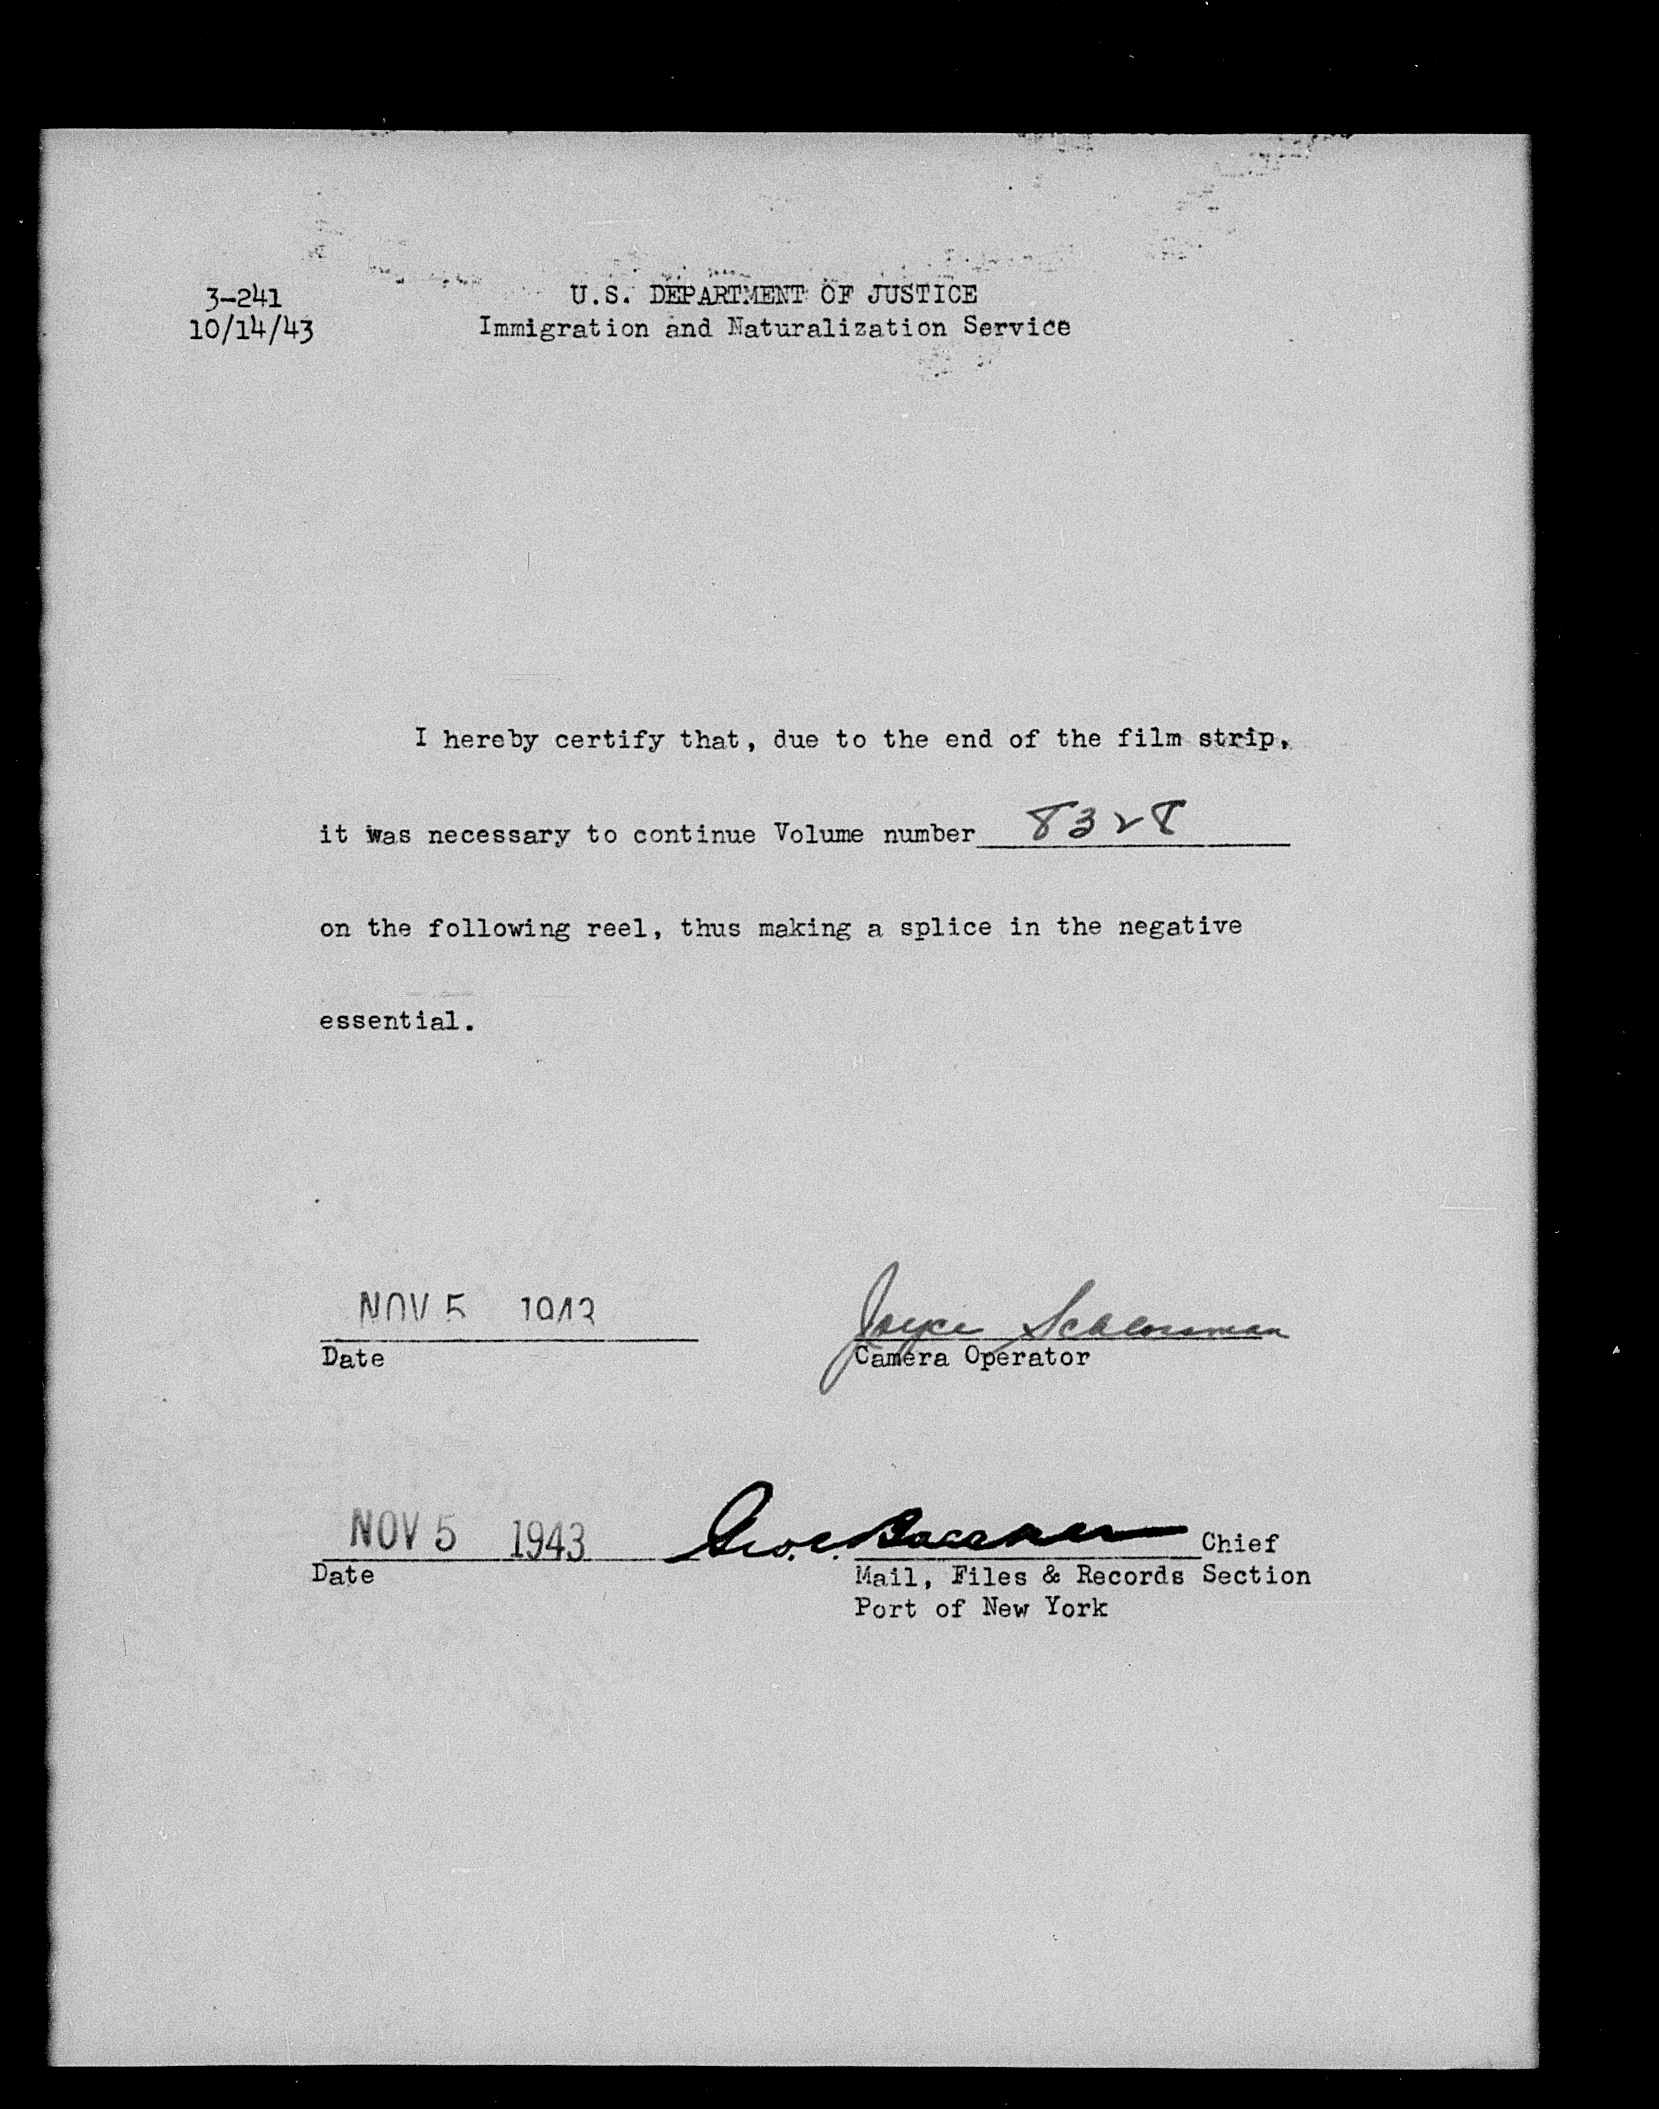 3-241
10/14/43
U.S. DEPARTMENT OF JUSTICE
Immigration and Naturalization Service
I hereby certify that, due to the end of the film strip,
it was necessary to continue Volume number 8328
on the following reel, thus making a splice in the negative
essential.
NOV 5 1943
Date
Joyce Schlossman
Camera Operator
NOV 5 1943
Date
Geo. C.
Chief
Mail, Files & Records Section
Port of New York